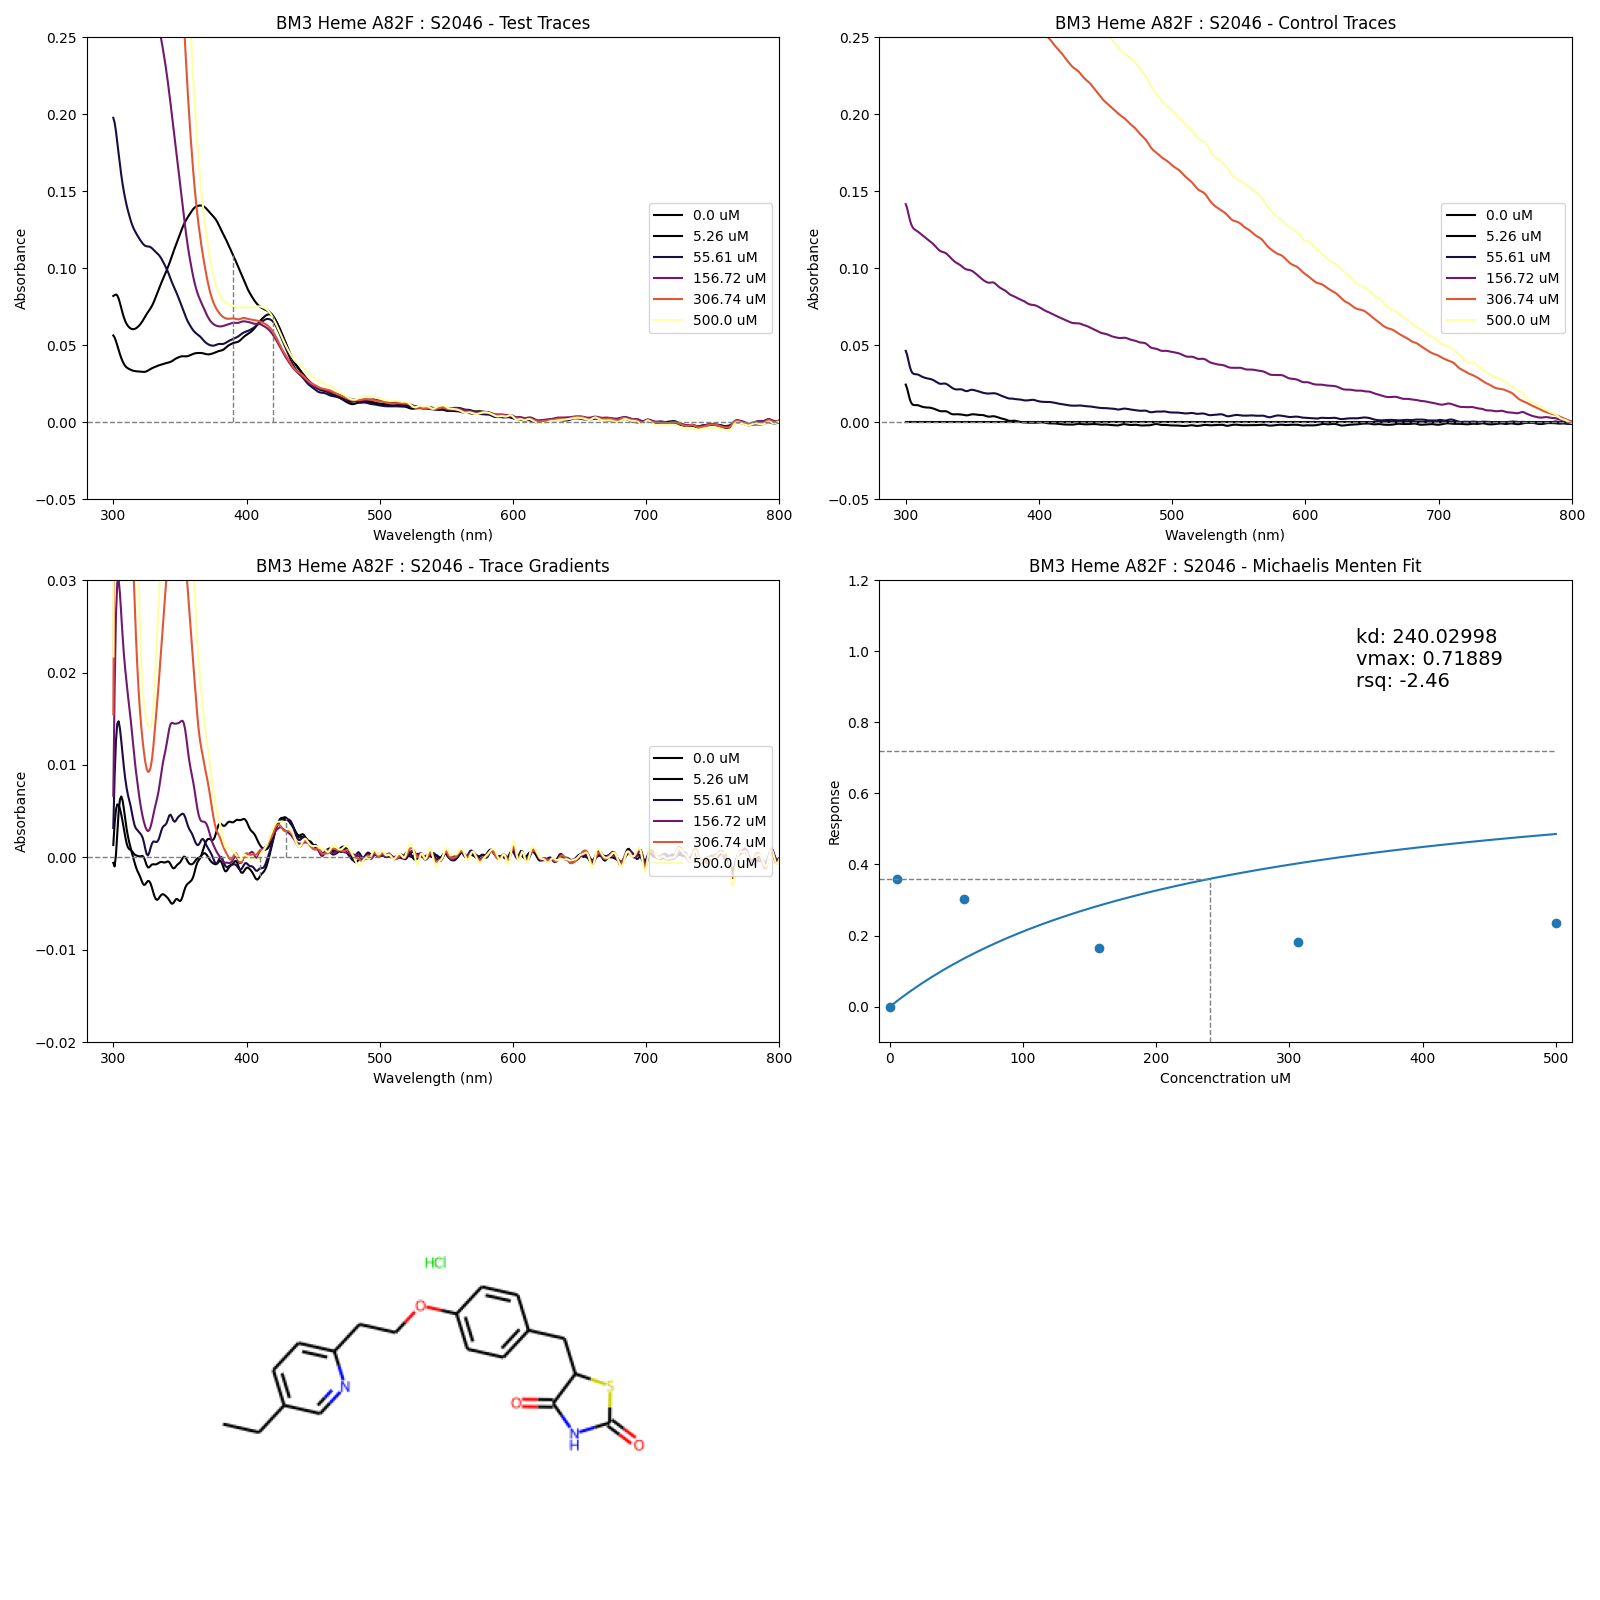 BM3 Heme A82F : S2046 - Test Traces
Absorbance
0.25
0.20
0.15
0.10
0.05
0.00
−0.05
300
400
500
600
700
800
Wavelength (nm)
0.0 uM
5.26 uM
55.61 uM
156.72 uM
306.74 uM
500.0 uM
BM3 Heme A82F : S2046 - Control Traces
Absorbance
0.25
0.20
0.15
0.10
0.05
0.00
−0.05
300
400
500
600
700
800
Wavelength (nm)
0.0 uM
5.26 uM
55.61 uM
156.72 uM
306.74 uM
500.0 uM
BM3 Heme A82F : S2046 - Trace Gradients
Absorbance
0.03
0.02
0.01
0.00
−0.01
−0.02
300
400
500
600
700
800
Wavelength (nm)
0.0 uM
5.26 uM
55.61 uM
156.72 uM
306.74 uM
500.0 uM
BM3 Heme A82F : S2046 - Michaelis Menten Fit
Response
1.2
1.0
0.8
0.6
0.4
0.2
0.0
0
100
200
300
400
500
Concenctration uM
kd: 240.02998
vmax: 0.71889
rsq: -2.46
HCl
O
N
S
O
N
H
O